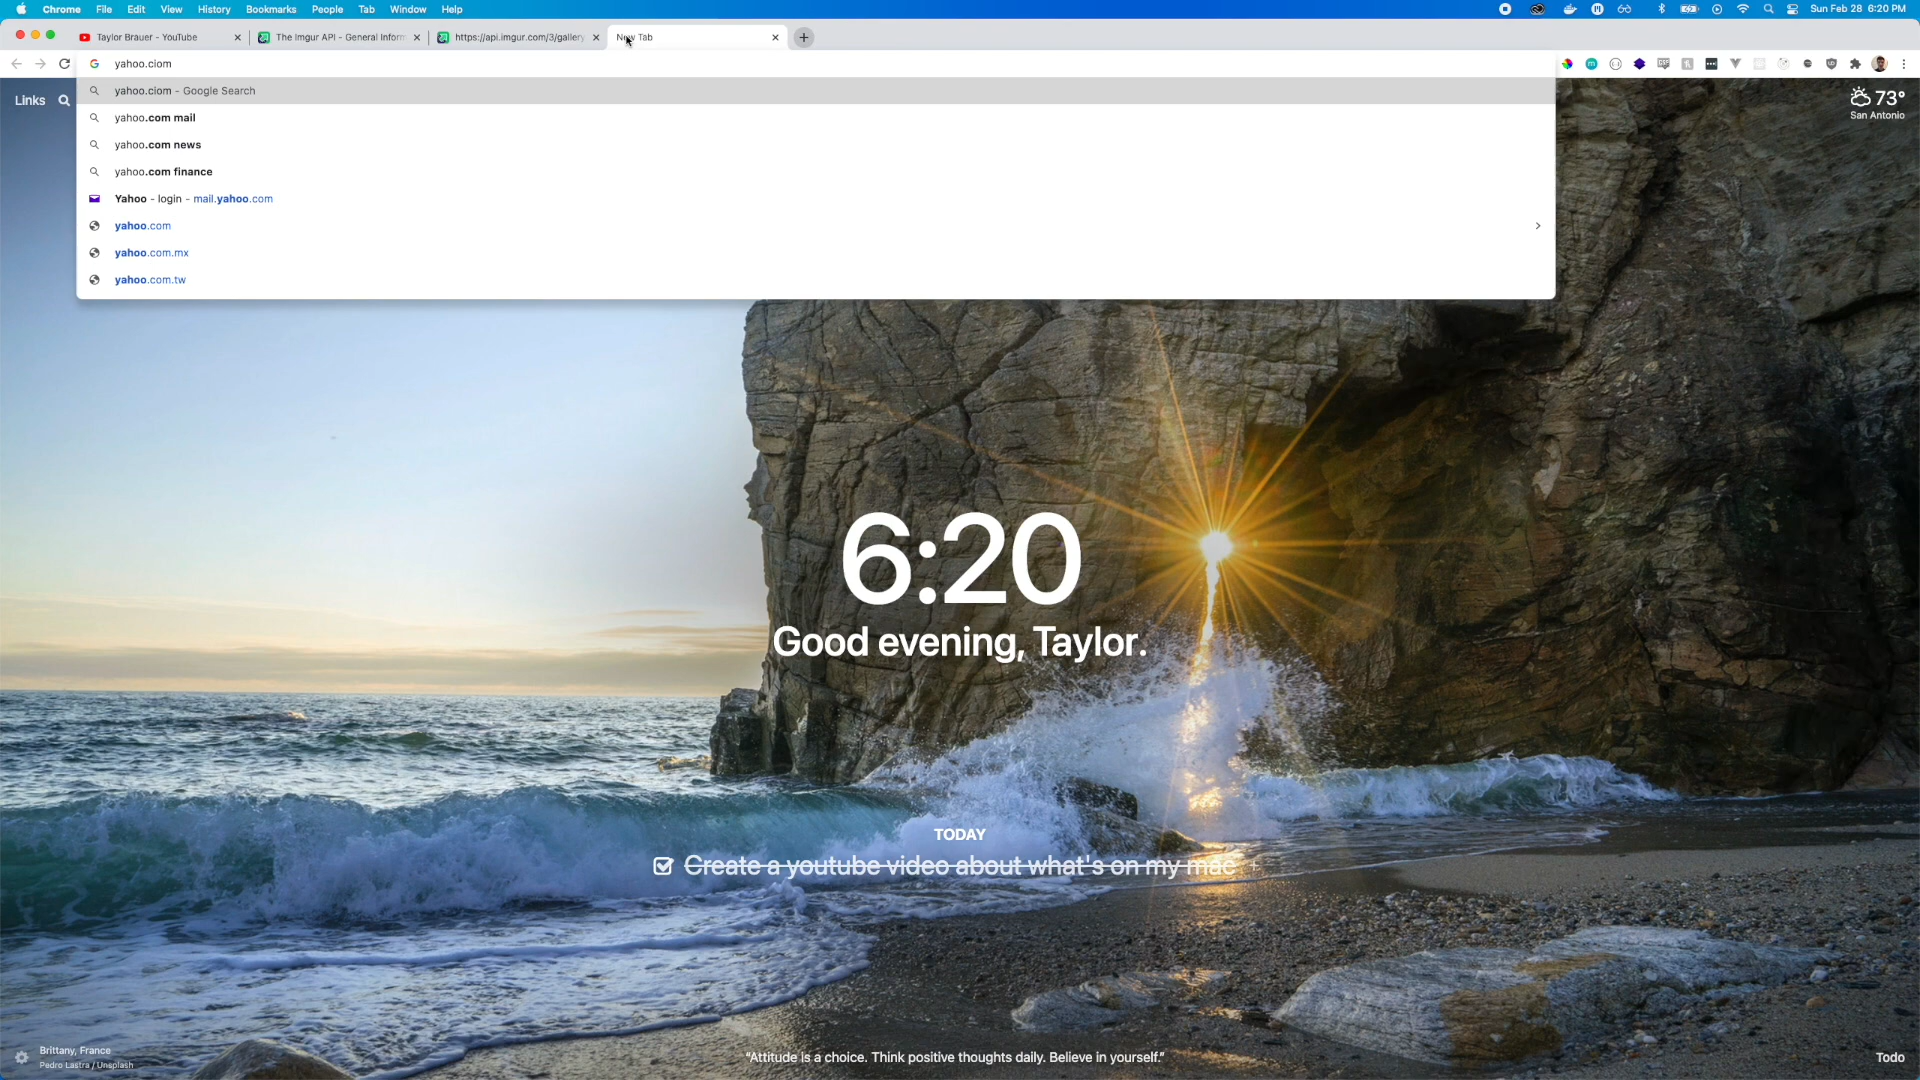 Chrome File Edit View History Bookmarks People Tab Window Help Sun Feb 28 6:20 PM
Taylor Brauer - YouTube The Imgur API - General Inform https://api.imgur.com/3/gallery New Tab
yahoo.ciom
Links
yahoo.ciom - Google Search
yahoo.com mail
yahoo.com news
yahoo.com finance
Yahoo - login - mail.yahoo.com
yahoo.com
yahoo.com.mx
yahoo.com.tw
73°
San Antonio
6:20
Good evening, Taylor.
TODAY
Create a youtube video about what's on my mac
Brittany, France
Pedro Lastra / Unsplash
“Attitude is a choice. Think positive thoughts daily. Believe in yourself.”
Todo